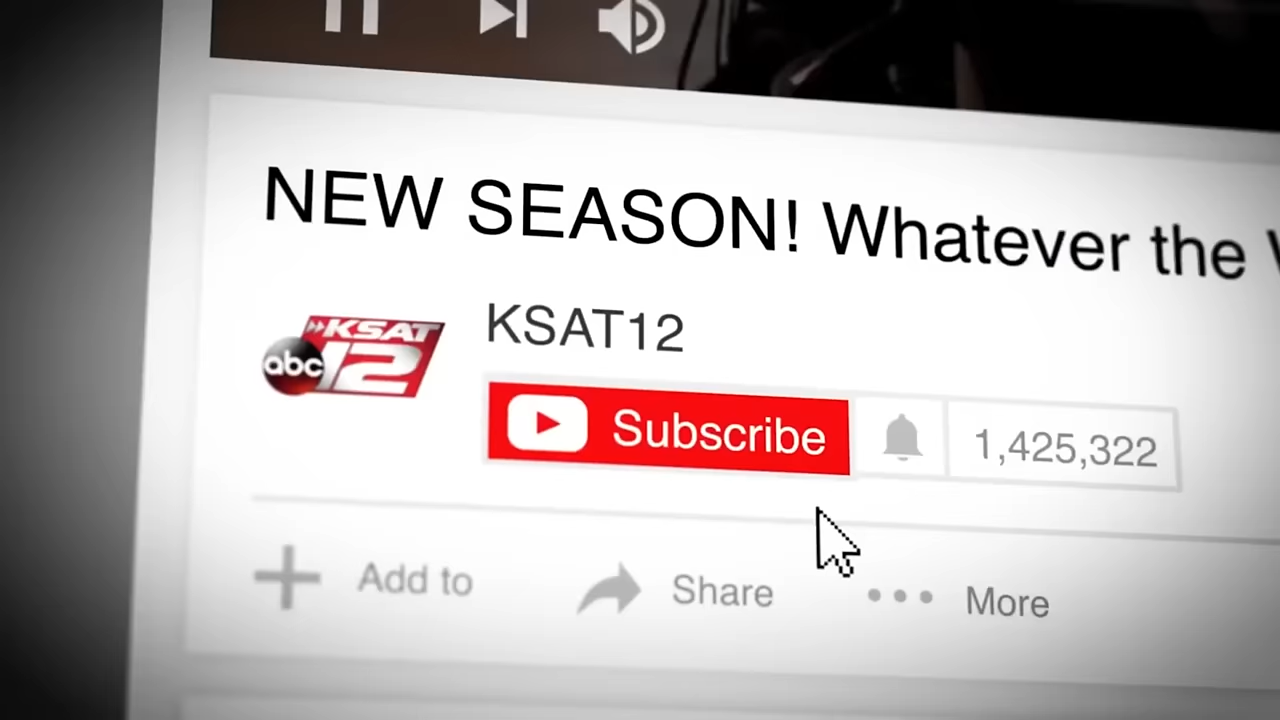 NEW SEASON! Whatever the
KSAT12
KSAT
abc 12
Subscribe
1,425,322
Add to
Share
More